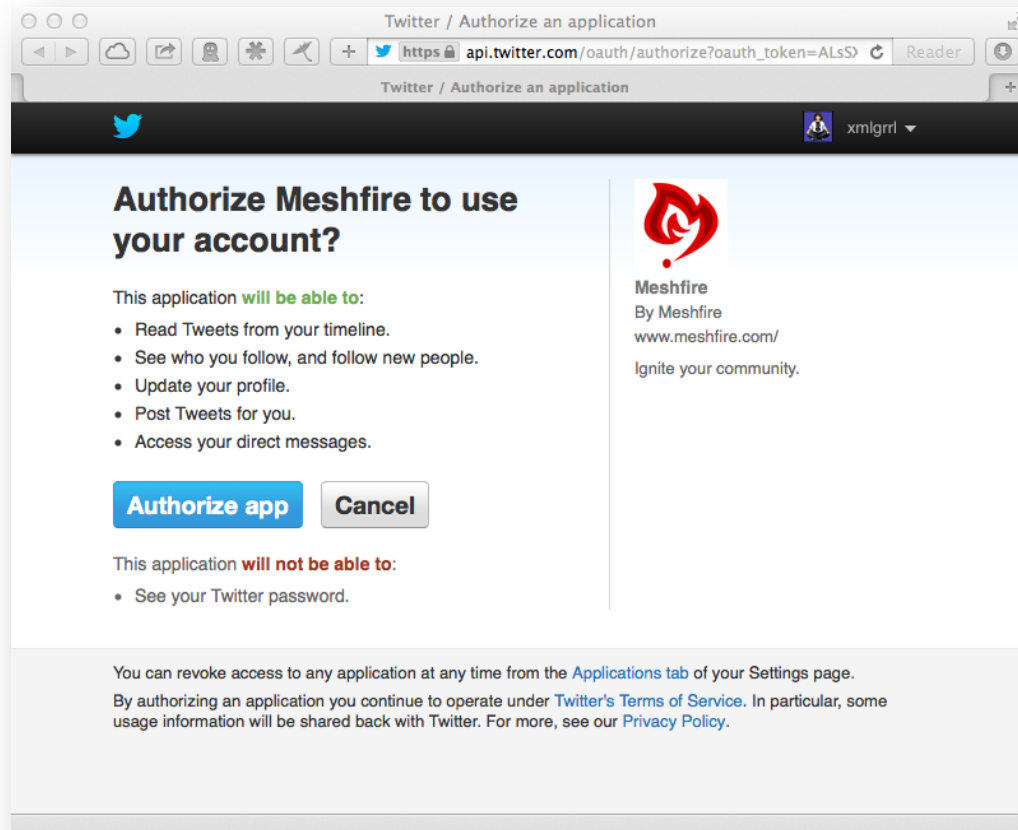 Twitter / Authorize an application
https api.twitter.com/oauth/authorize?oauth_token=ALsSX Reader
Twitter / Authorize an application
xmlgrrl
Authorize Meshfire to use
your account?
This application will be able to:
• Read Tweets from your timeline.
• See who you follow, and follow new people.
• Update your profile.
• Post Tweets for you.
• Access your direct messages.
Authorize app Cancel
This application will not be able to:
• See your Twitter password.
Meshfire
By Meshfire
www.meshfire.com/
Ignite your community.
You can revoke access to any application at any time from the Applications tab of your Settings page.
By authorizing an application you continue to operate under Twitter's Terms of Service. In particular, some
usage information will be shared back with Twitter. For more, see our Privacy Policy.